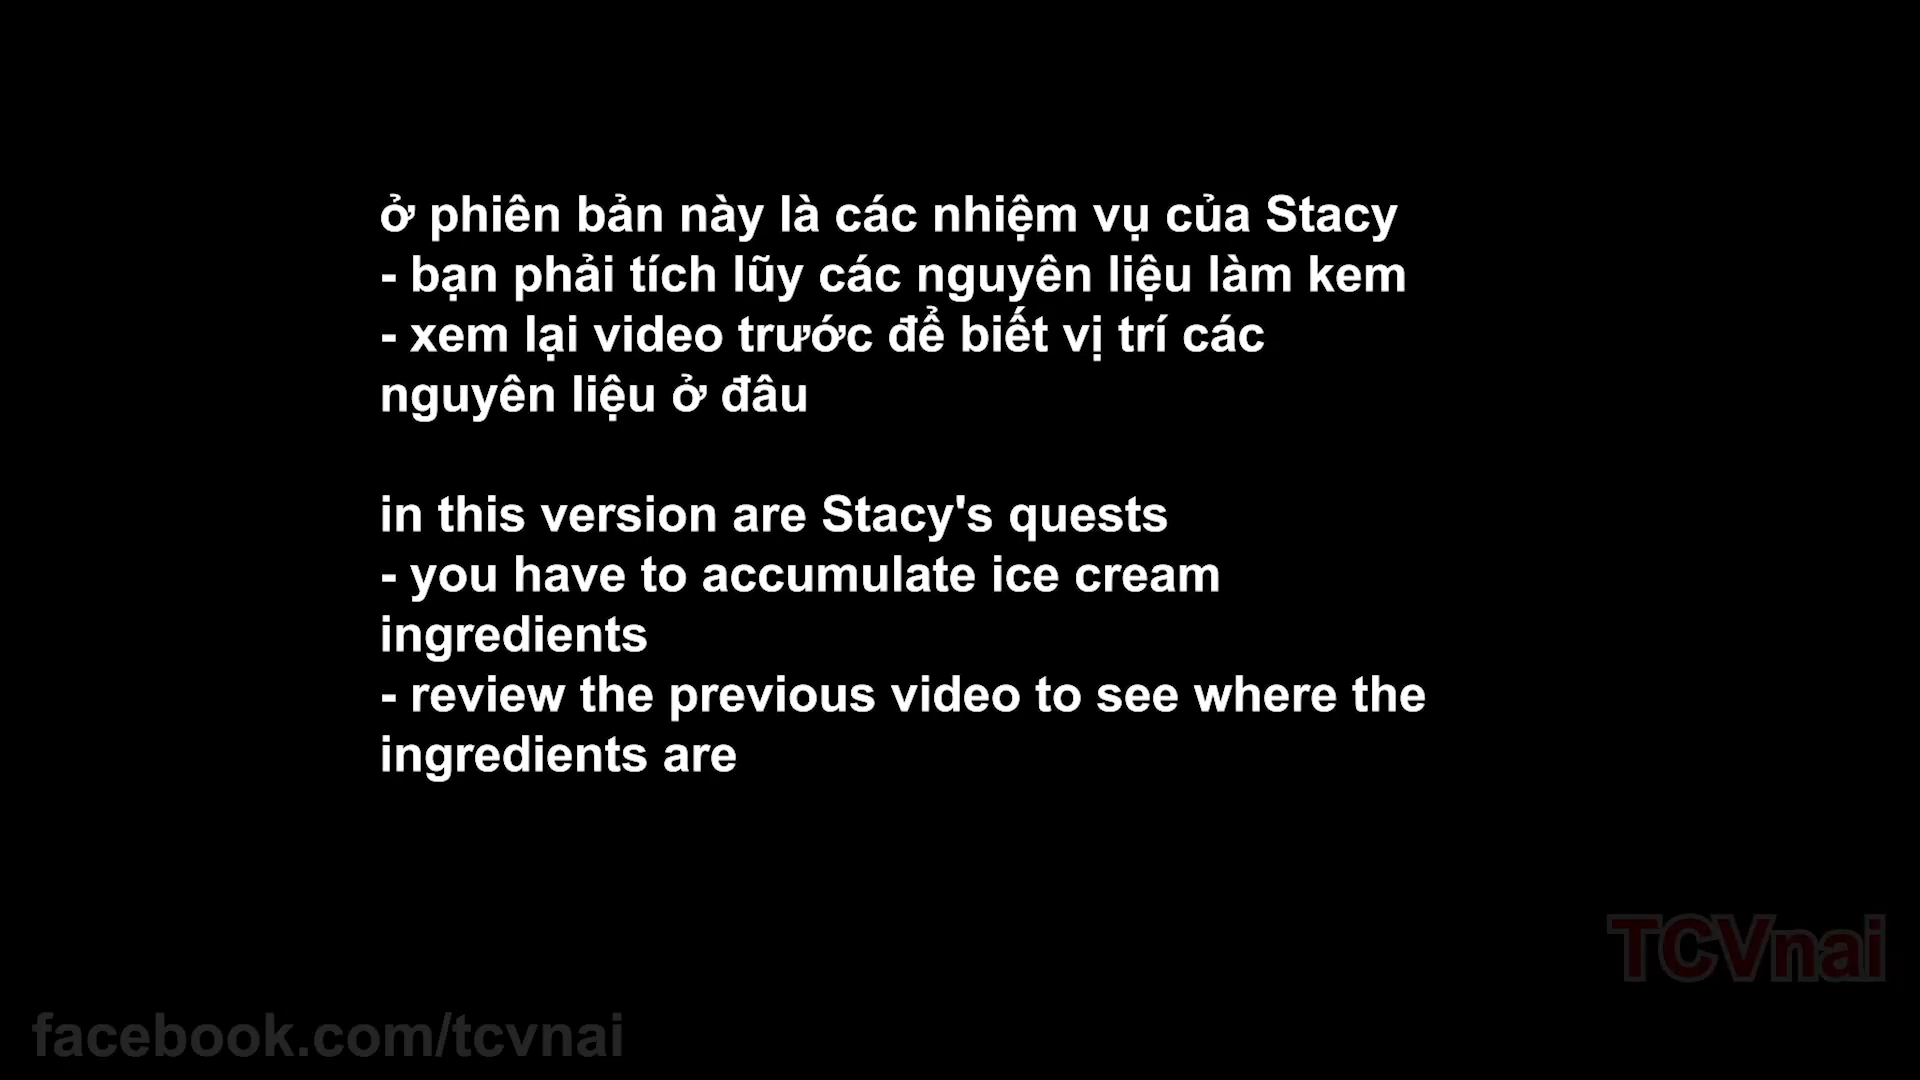 ở phiên bản này là các nhiệm vụ của Stacy
- bạn phải tích lũy các nguyên liệu làm kem
- xem lại video trước để biết vị trí các
nguyên liệu ở đâu
in this version are Stacy's quests
- you have to accumulate ice cream
ingredients
- review the previous video to see where the
ingredients are
TCVnai
facebook.com/tcvnai